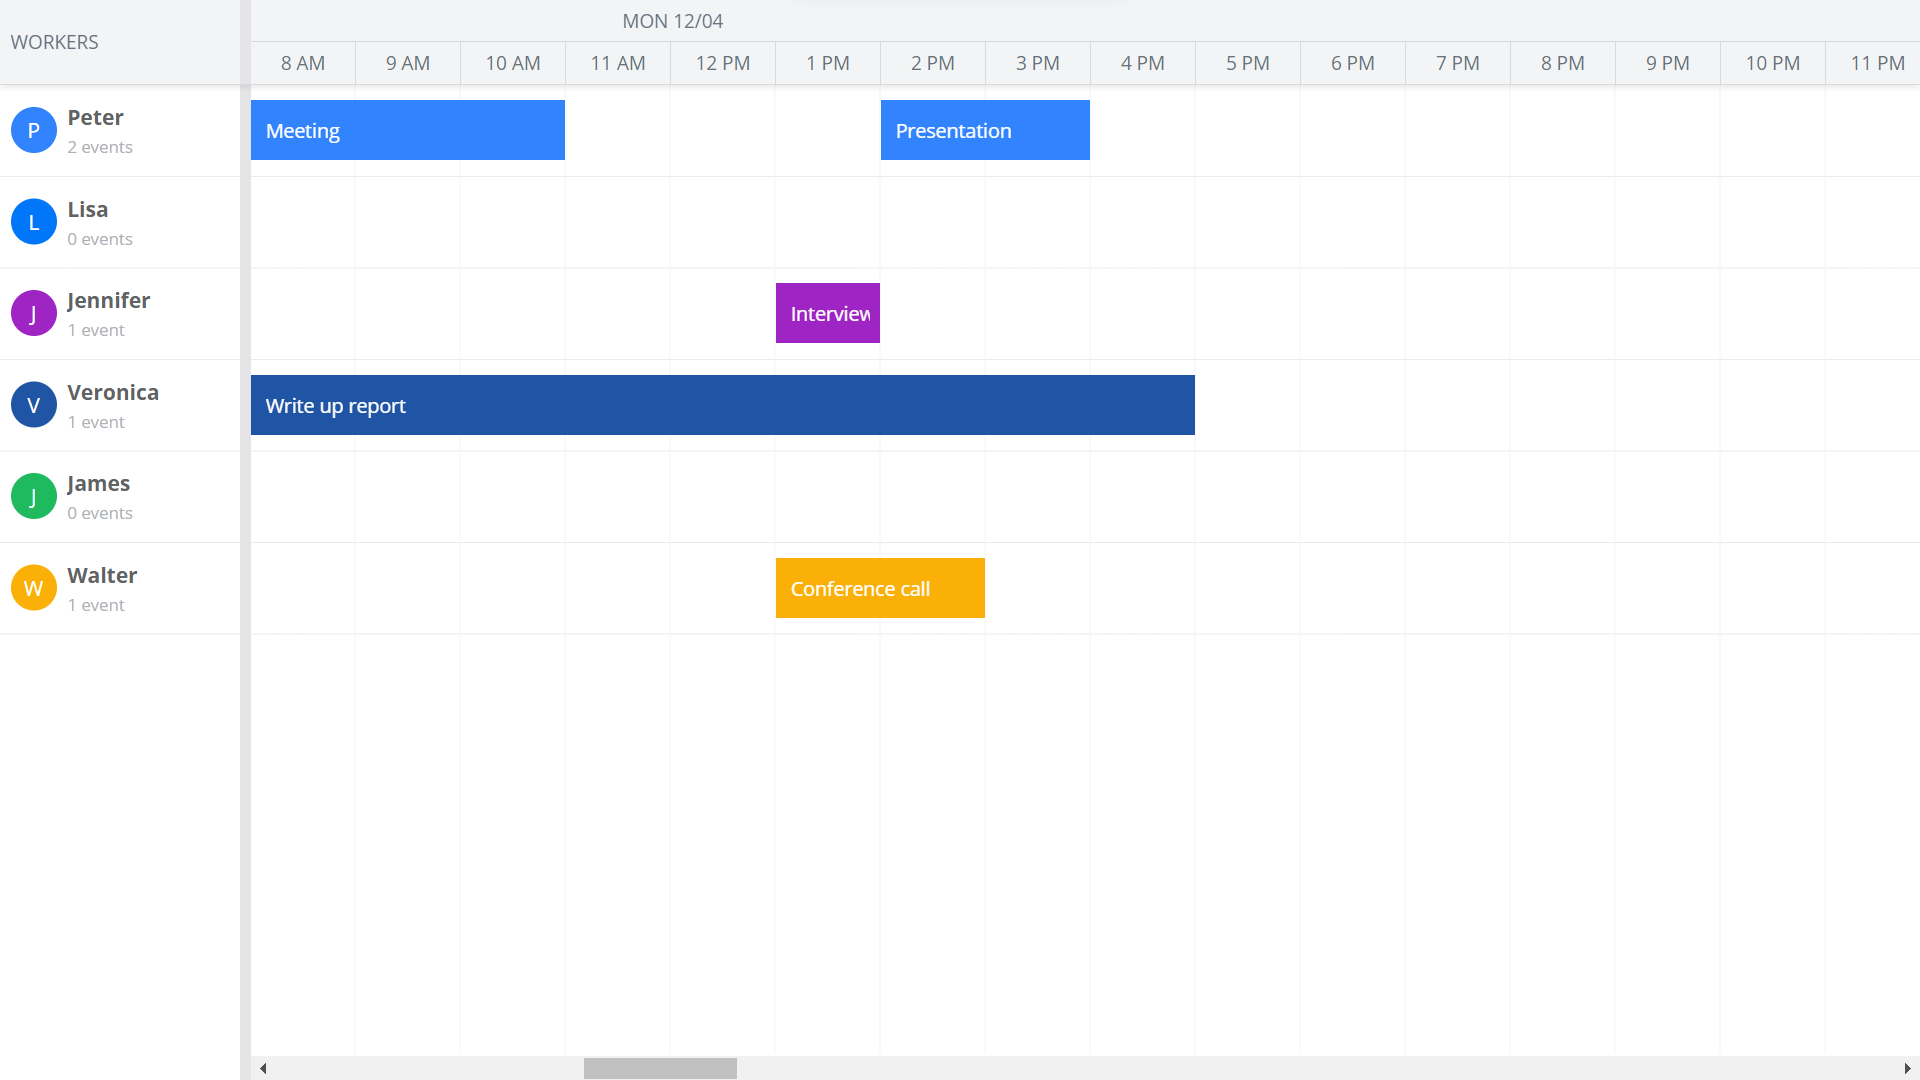 WORKERS
MON 12/04
8 AM 9 AM 10 AM 11 AM 12 PM 1 PM 2 PM 3 PM 4 PM 5 PM 6 PM 7 PM 8 PM 9 PM 10 PM 11 PM
P
Peter
2 events
Meeting
Presentation
L
Lisa
0 events
J
Jennifer
1 event
Interview
V
Veronica
1 event
Write up report
J
James
0 events
W
Walter
1 event
Conference call